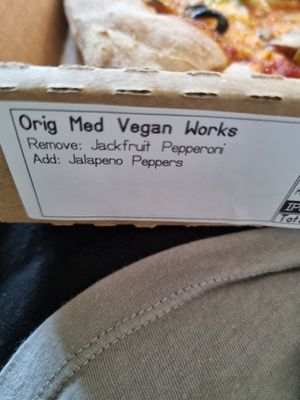 Orig Med Vegan Works
Remove: Jackfruit Pepperoni
Add: Jalapeno Peppers